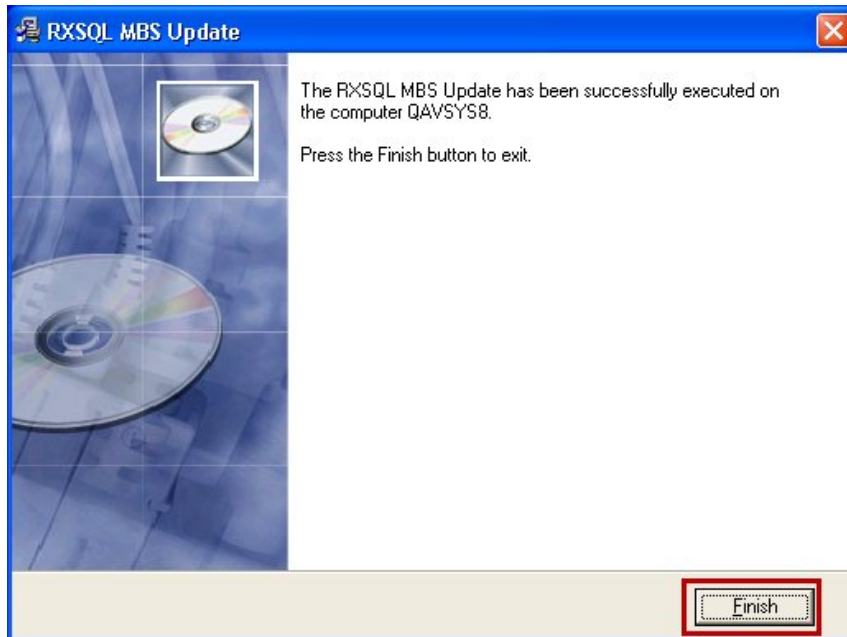 RXSQL MBS Update
The RXSQL MBS Update has been successfully executed on
the computer QAVSYS8.
Press the Finish button to exit.
Finish